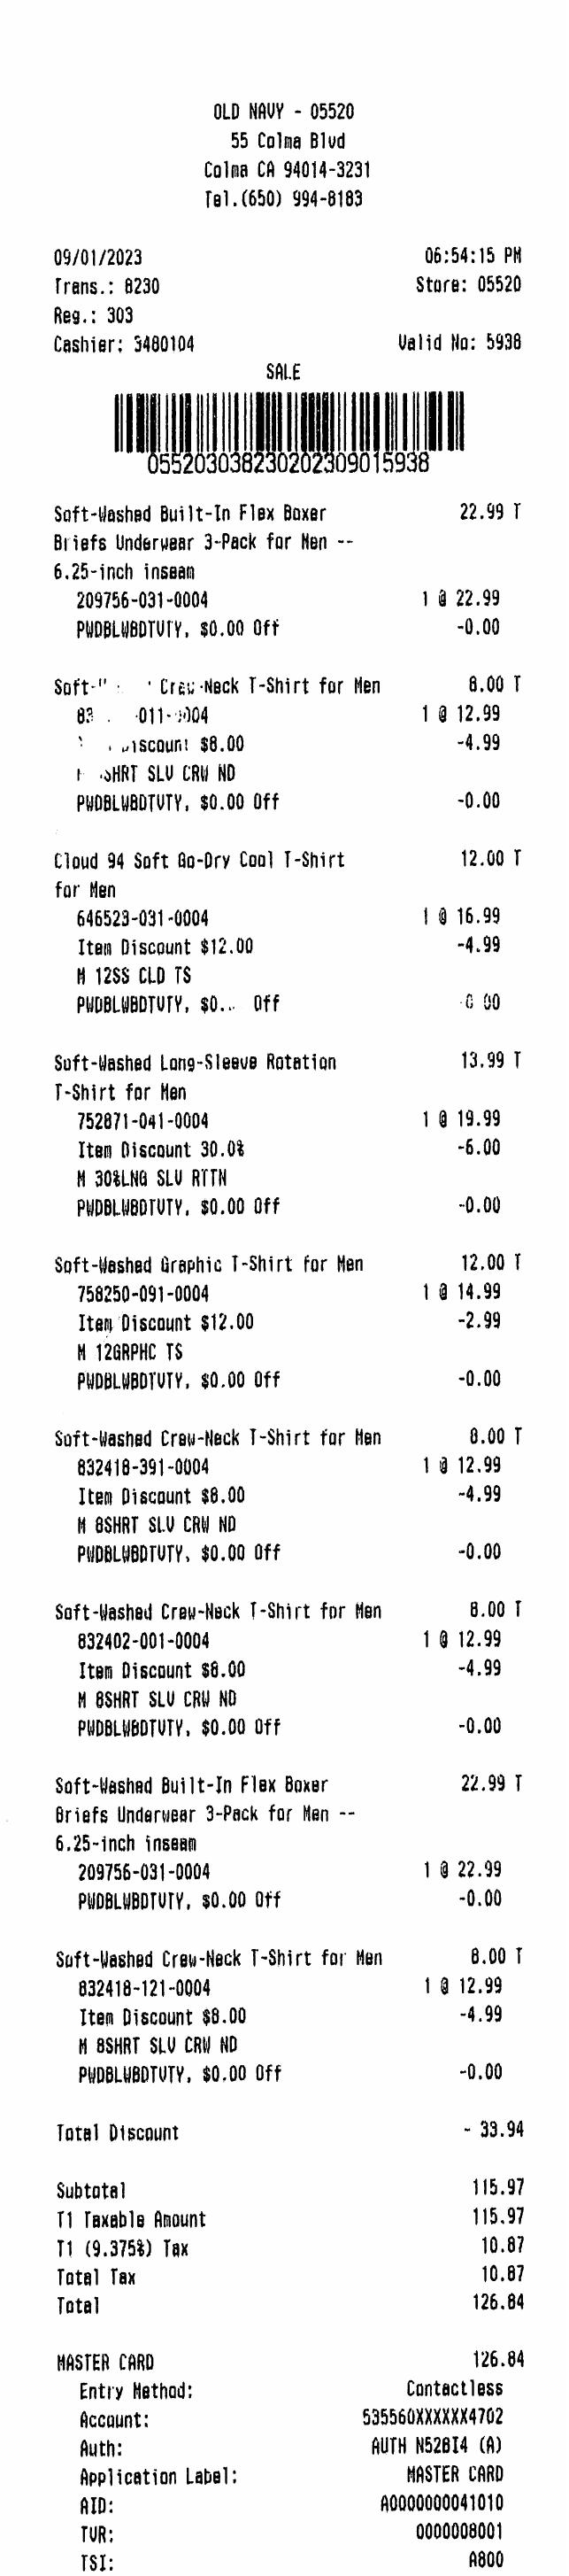 OLD NAVY - 05520
55 Colma Blvd
Colma CA 94014-3231
Tel.(650) 994-8183
09/01/2023 06:54:15 PM
Trans.: 8230 Store: 05520
Reg.: 303
Cashier: 3480104 Valid No: 5938
SALE
0552030382302023090​15938
Soft-Washed Built-In Flex Boxer 22.99 T
Briefs Underwear 3-Pack for Men --
6.25-inch inseam
209756-031-0004 1 @ 22.99
PWDBLWBDTVTY, $0.00 Off -0.00
Crew-Neck T-Shirt for Men 8.00 T
1 @ 12.99
$8.00 -4.99
SLV CRW ND
PWDBLWBDTVTY, $0.00 Off -0.00
Cloud 94 Soft Go-Dry Cool T-Shirt 12.00 T
for Men
646523-031-0004 1 @ 16.99
Item Discount $12.00 -4.99
M 12SS CLD TS
PWDBLWBDTVTY, Off
Soft-Washed Long-Sleeve Rotation 13.99 T
T-Shirt for Men
752871-041-0004 1 @ 19.99
Item Discount 30.0% -6.00
M 30%LNG SLV RTTN
PWDBLWBDTVTY, $0.00 Off -0.00
Soft-Washed Graphic T-Shirt for Men 12.00 T
758250-091-0004 1 @ 14.99
Item Discount $12.00 -2.99
M 12GRPHC TS
PWDBLWBDTVTY, $0.00 Off -0.00
Soft-Washed Crew-Neck T-Shirt for Men 8.00 T
832418-391-0004 1 @ 12.99
Item Discount $8.00 -4.99
M 8SHRT SLV CRW ND
PWDBLWBDTVTY, $0.00 Off -0.00
Soft-Washed Crew-Neck T-Shirt for Men 8.00 T
832402-001-0004 1 @ 12.99
Item Discount $8.00 -4.99
M 8SHRT SLV CRW ND
PWDBLWBDTVTY, $0.00 Off -0.00
Soft-Washed Built-In Flex Boxer 22.99 T
Briefs Underwear 3-Pack for Men --
6.25-inch inseam
209756-031-0004 1 @ 22.99
PWDBLWBDTVTY, $0.00 Off -0.00
Soft-Washed Crew-Neck T-Shirt for Men 8.00 T
832418-121-0004 1 @ 12.99
Item Discount $8.00 -4.99
M 8SHRT SLV CRW ND
PWDBLWBDTVTY, $0.00 Off -0.00
Total Discount - 33.94
Subtotal 115.97
T1 Taxable Amount 115.97
T1 (9.375%) Tax 10.87
Total Tax 10.87
Total 126.84
MASTER CARD 126.84
Entry Method: Contactless
Account: 535560XXXXXX4702
Auth: AUTH N528I4 (A)
Application Label: MASTER CARD
AID: A0000000041010
TVR: 0000008001
TSI: A800